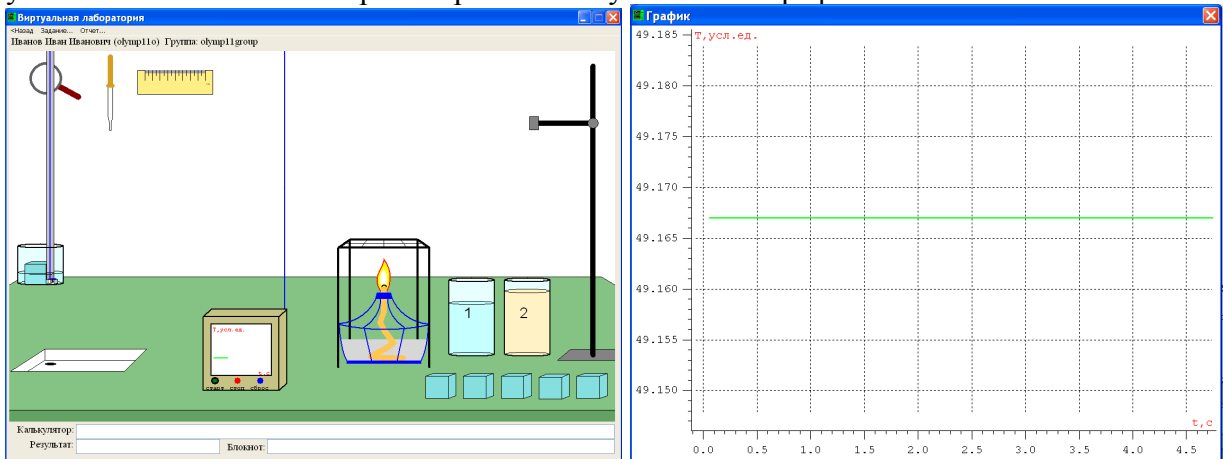 Виртуальная лаборатория
<Назад Задание... Отчет...
Иванов Иван Иванович (olymp11o) Группа: olymp11group
T,усл.ед.
t,c
старт стоп сброс
1
2
Калькулятор:
Результат:
Блокнот:
График
T,усл.ед.
49.185
49.180
49.175
49.170
49.165
49.160
49.155
49.150
t,c
0.0 0.5 1.0 1.5 2.0 2.5 3.0 3.5 4.0 4.5